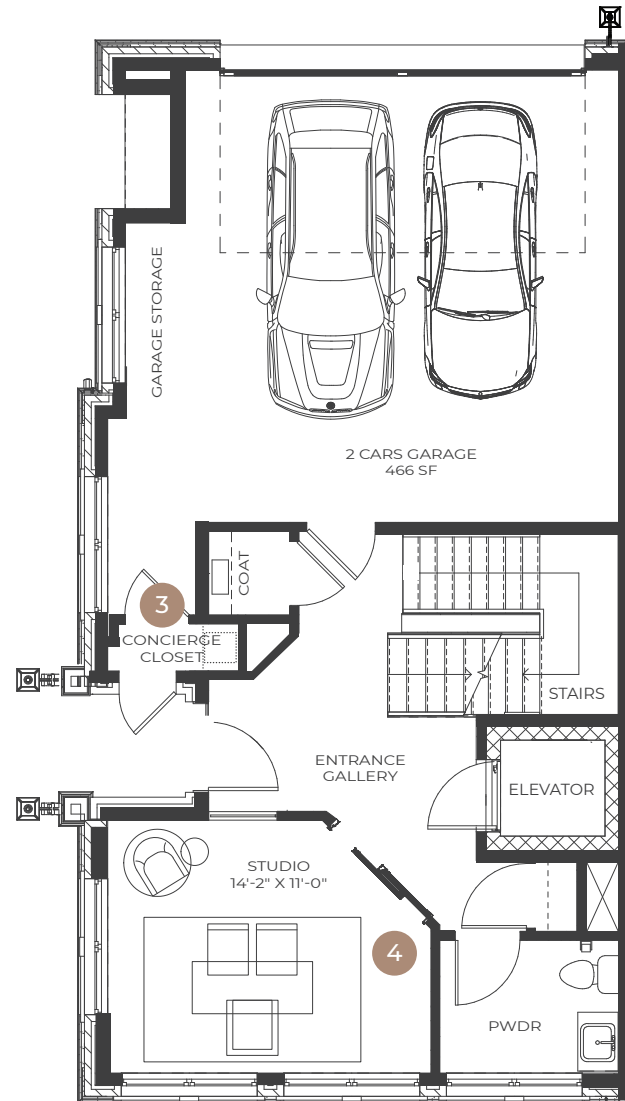 GARAGE STORAGE
2 CARS GARAGE
466 SF
COAT
3
CONCIERGE
CLOSET
STAIRS
ENTRANCE
GALLERY
ELEVATOR
STUDIO
14'-2" X 11'-0"
4
PWDR